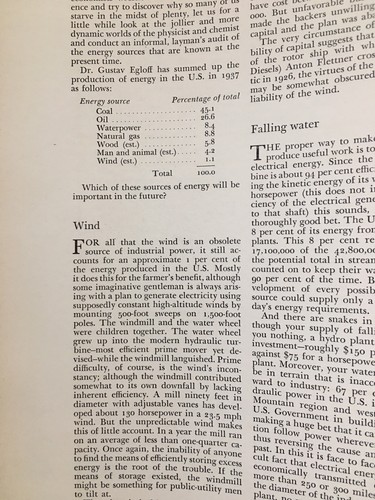 ence and try to discover why so many of us
starve in the midst of plenty, let us for a
little while look at the jollier and more
dynamic worlds of the physicist and chemist
and conduct an informal, layman's audit of
the energy sources that are known at the
present time.
Dr. Gustav Egloff has summed up the
production of energy in the U.S. in 1937
as follows:
Energy source Percentage of total
Coal 45.1
Oil 26.6
Waterpower 8.4
Natural gas 8.8
Wood (est.) 5.8
Man and animal (est.) 4.2
Wind (est.) 1.1
Total 100.0
Which of these sources of energy will be
important in the future?
Wind
FOR all that the wind is an obsolete
source of industrial power, it still ac-
counts for an approximate 1 per cent of
the energy produced in the U.S. Mostly
it does this for the farmer's benefit, although
some imaginative gentleman is always aris-
ing with a plan to generate electricity using
supposedly constant high-altitude winds by
mounting 500-foot sweeps on 1,500-foot
poles. The windmill and the water wheel
were children together. The water wheel
grew up into the modern hydraulic tur-
bine—most efficient prime mover yet de-
vised—while the windmill languished. Prime
difficulty, of course, is the wind's incon-
stancy; although the windmill contributed
somewhat to its own downfall by lacking
inherent efficiency. A mill ninety feet in
diameter with adjustable vanes has devel-
oped about 130 horsepower in a 23.5 mph
wind. But the unpredictable wind makes
this of little account. In a year the mill ran
on an average of less than one-quarter ca-
pacity. Once again, the inability of anyone
to find the means of efficiently storing excess
energy is the root of the trouble. If the
means of storage existed, the windmill
might be something for public-utility men
to tilt at.
have cost
000. But unfavorable
made the backers unwilling
capital and the plan was ab
The very circumstance of
bility of capital suggests that
of the rotor ship with wh
Diesels) Anton Flettner cros
tic in 1926, the virtues of the
may be somewhat obscured
liability of the wind.
Falling water
THE proper way to make
produce useful work is to
electrical energy. Since the
bine is about 94 per cent effic
ing the kinetic energy of its
horsepower (this does not in
ciency of the electrical gene
to that shaft) this sounds,
thoroughly good bet. The U
8 per cent of its energy from
plants. This 8 per cent re
17,100,000 of the 42,800,00
the potential total in stream
counted on to keep their wa
90 per cent of the time. B
velopment of every possib
source could supply only a
day's energy requirements.
And there are snakes in
though your supply of fall
you nothing, a hydro plant
investment—roughly $150 p
against $75 for a horsepowe
plant. Moreover, your water
be in terrain that is inacc
ward to industry: 67 per c
draulic power in the U.S. i
Mountain region and west
U.S. Government in buildi
making a huge bet that it ca
tion follow power wherever
thus reversing the cause an
past. In this it is face to fac
cult fact that electrical ener
economically transmitted
more than 250 or 300 mile
the diameter of the ind